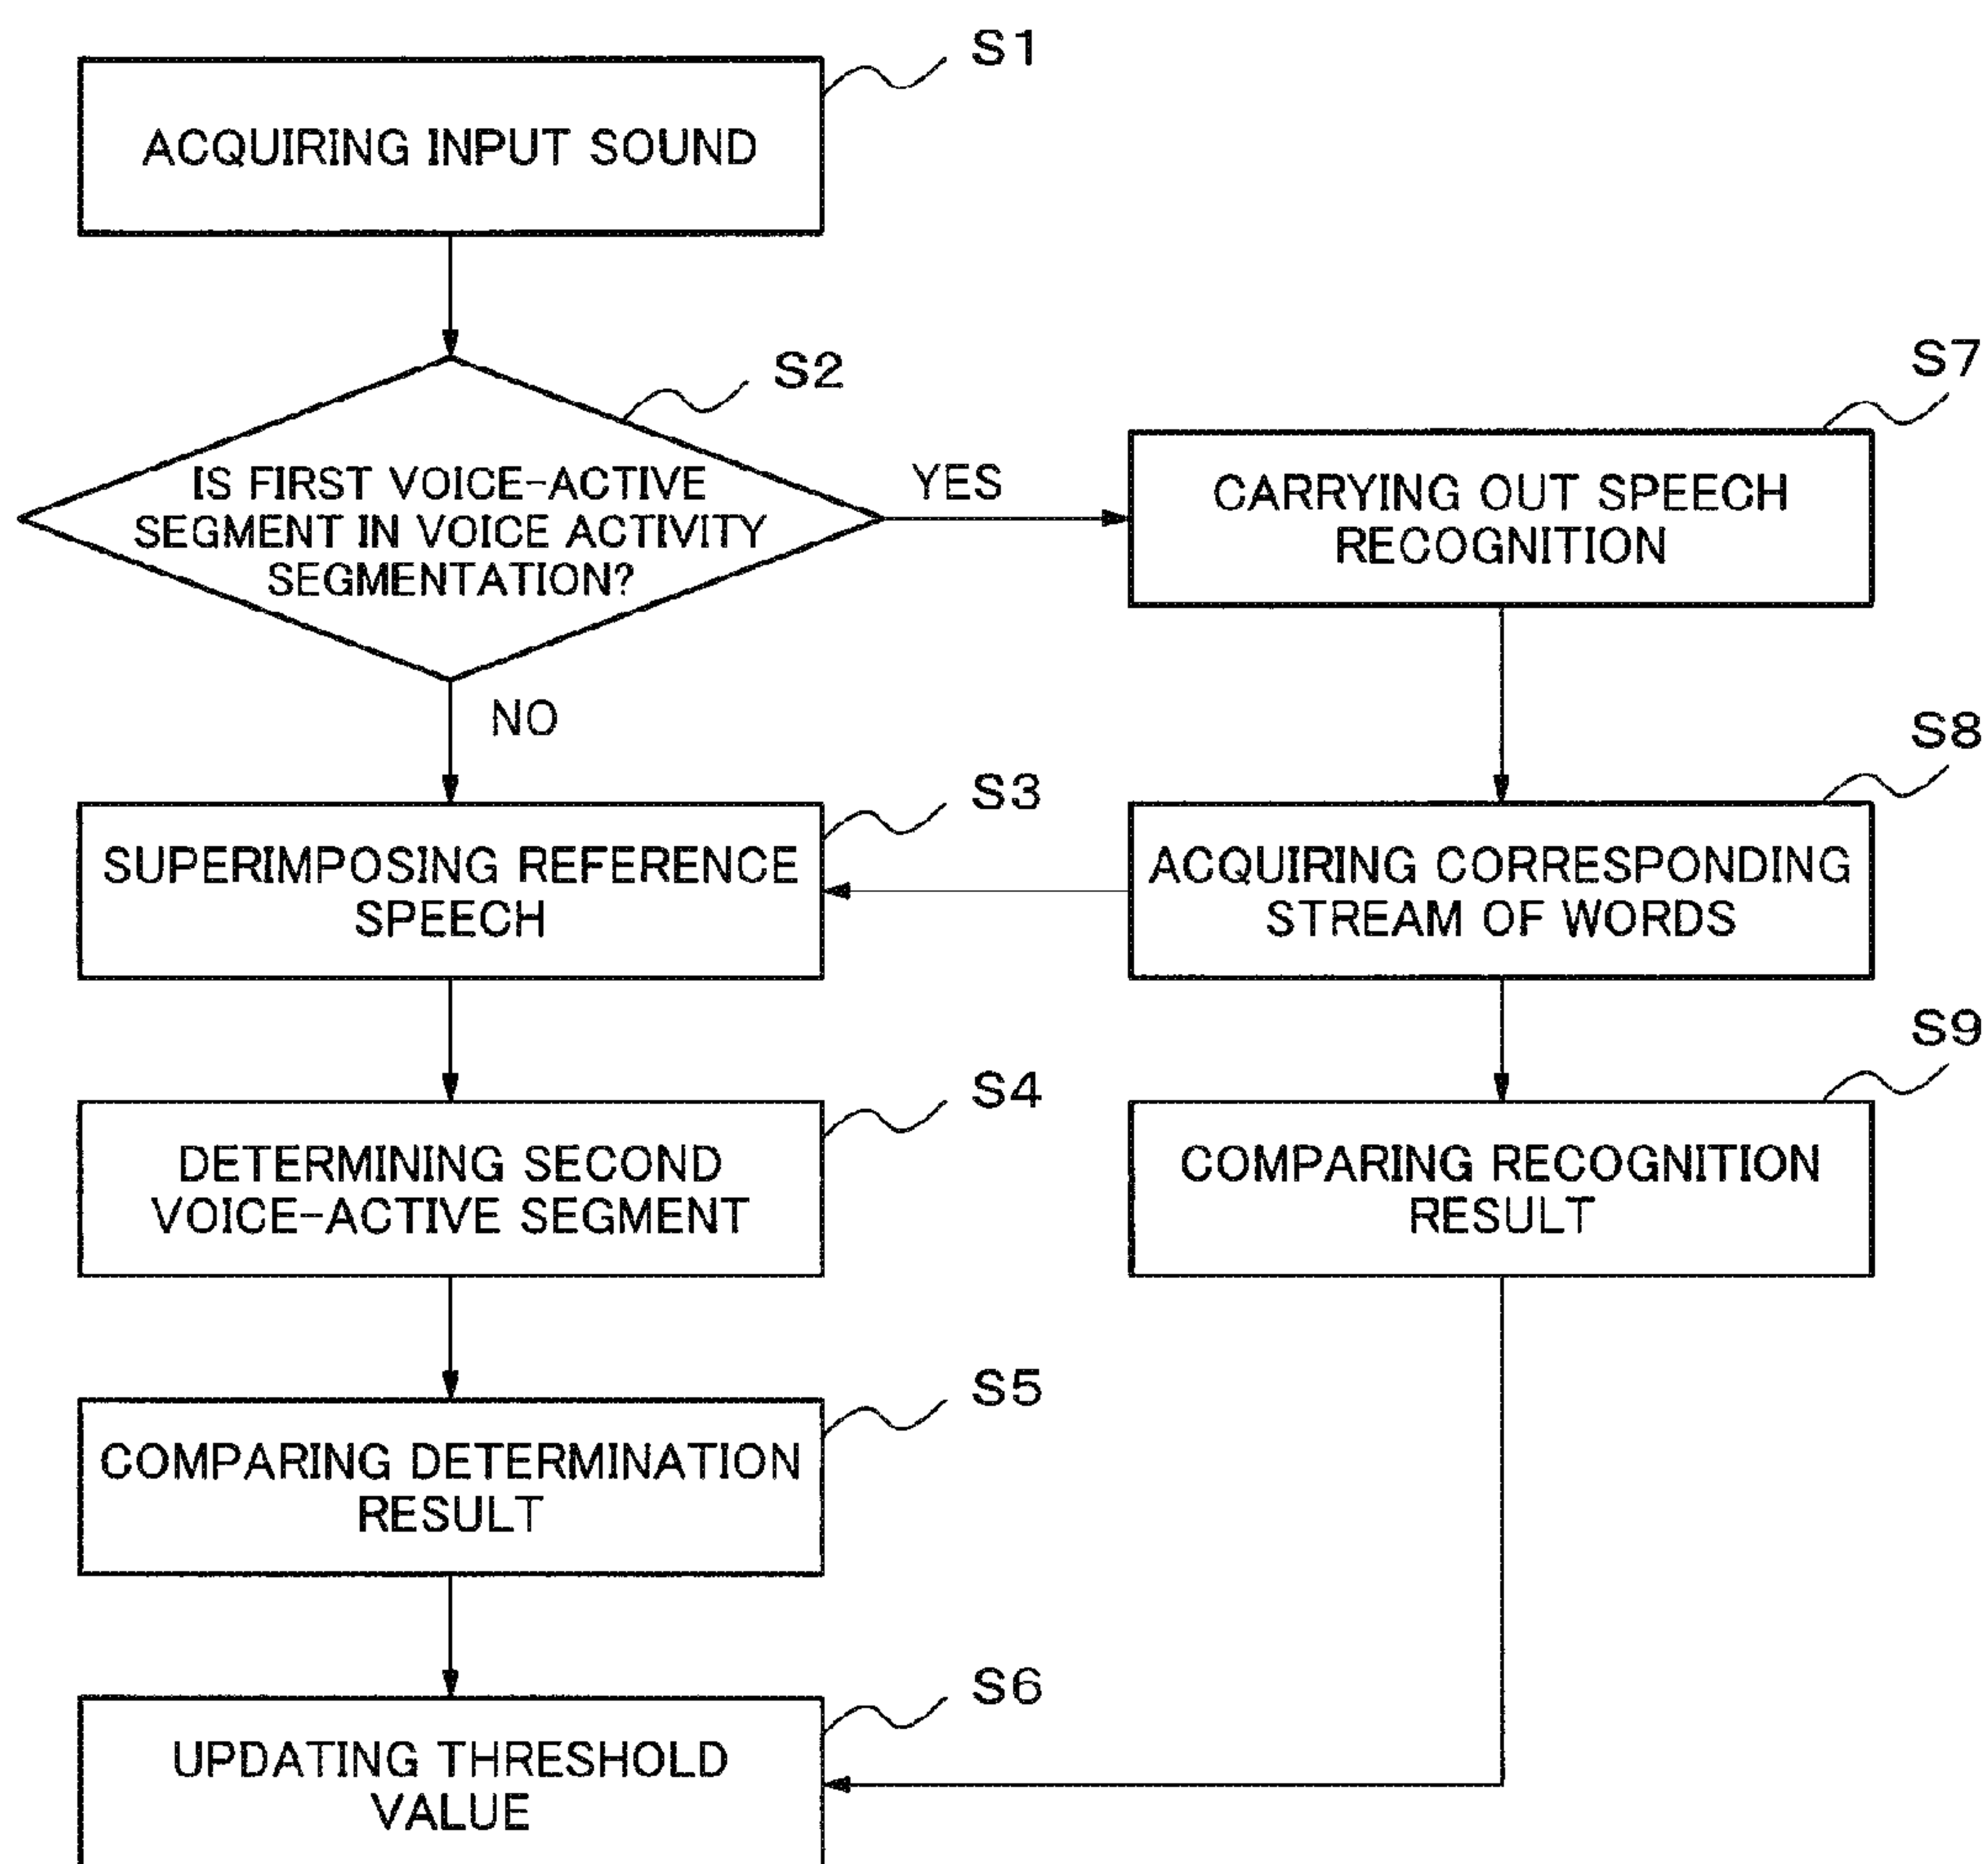 S1
ACQUIRING INPUT SOUND
S2
IS FIRST VOICE-ACTIVE
SEGMENT IN VOICE ACTIVITY
SEGMENTATION?
YES
NO
S7
CARRYING OUT SPEECH
RECOGNITION
S3
SUPERIMPOSING REFERENCE
SPEECH
S8
ACQUIRING CORRESPONDING
STREAM OF WORDS
S4
DETERMINING SECOND
VOICE-ACTIVE SEGMENT
S9
COMPARING RECOGNITION
RESULT
S5
COMPARING DETERMINATION
RESULT
S6
UPDATING THRESHOLD
VALUE